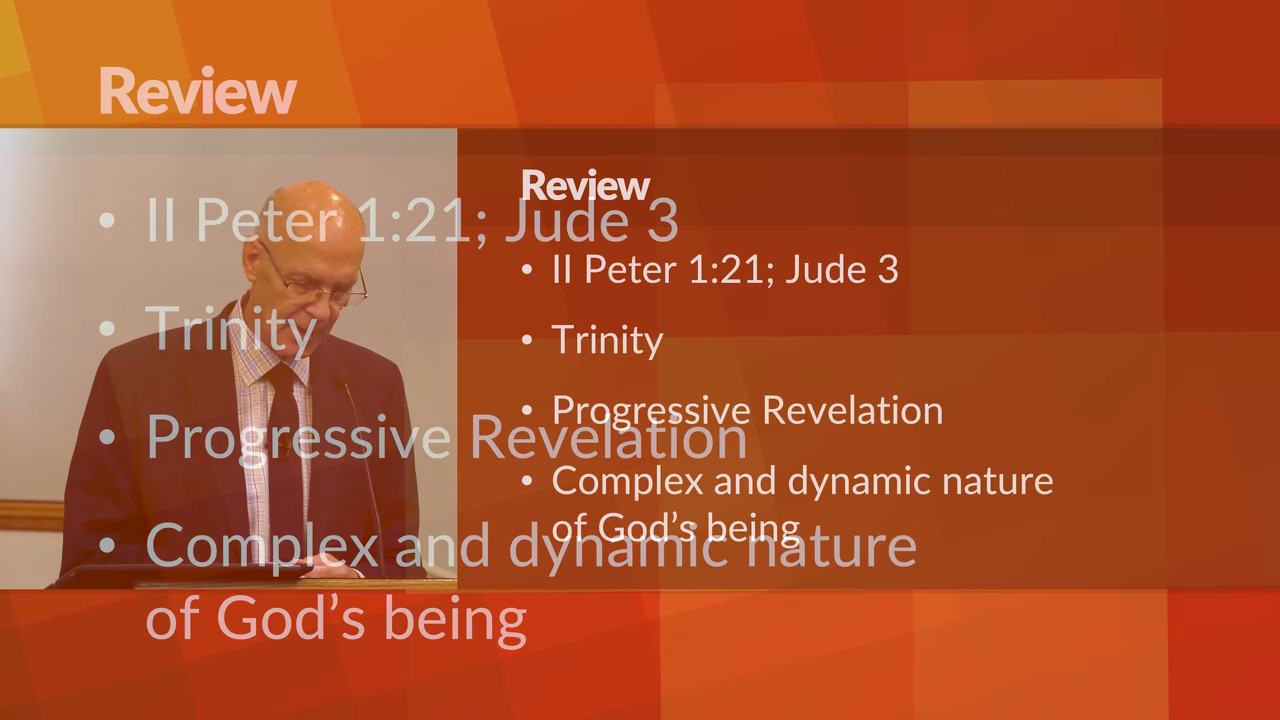 Review
• II Peter 1:21; Jude 3
• Trinity
• Progressive Revelation
• Complex and dynamic nature
of God’s being
Review
• II Peter 1:21; Jude 3
• Trinity
• Progressive Revelation
• Complex and dynamic nature
of God’s being